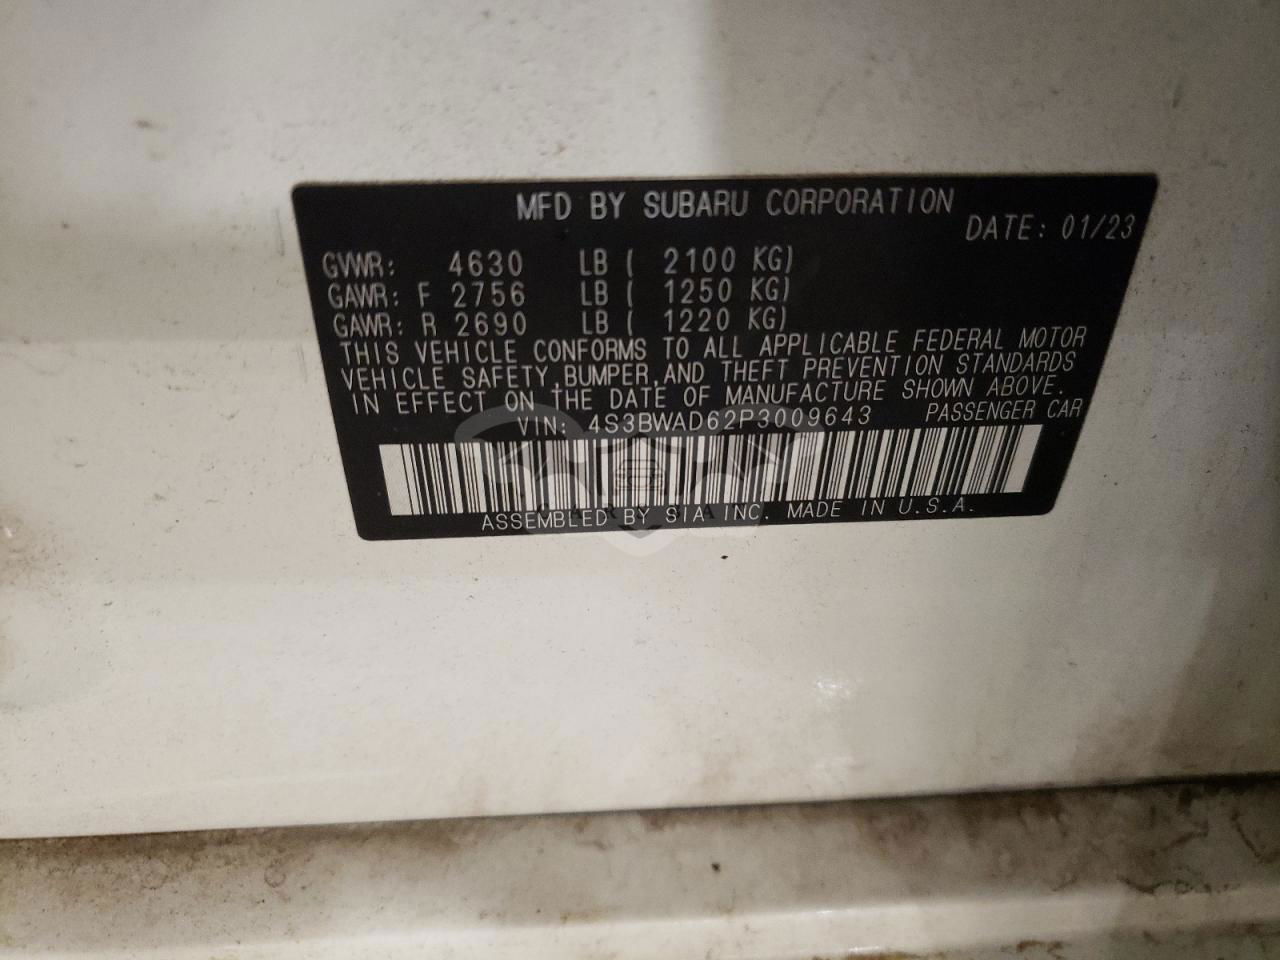 MFD BY SUBARU CORPORATION
DATE: 01/23
GVWR: 4630 LB ( 2100 KG)
GAWR: F 2756 LB ( 1250 KG)
GAWR: R 2690 LB ( 1220 KG)
THIS VEHICLE CONFORMS TO ALL APPLICABLE FEDERAL MOTOR
VEHICLE SAFETY,BUMPER,AND THEFT PREVENTION STANDARDS
IN EFFECT ON THE DATE OF MANUFACTURE SHOWN ABOVE.
VIN: 4S3BWAD62P3009643 PASSENGER CAR
ASSEMBLED BY SIA INC. MADE IN U.S.A.